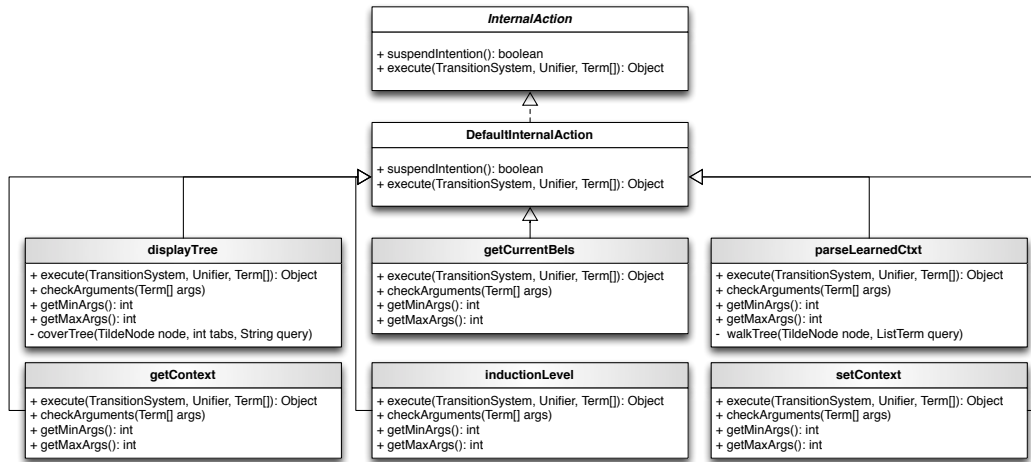 InternalAction
+ suspendIntention(): boolean
+ execute(TransitionSystem, Unifier, Term[]): Object
DefaultInternalAction
+ suspendIntention(): boolean
+ execute(TransitionSystem, Unifier, Term[]): Object
displayTree
+ execute(TransitionSystem, Unifier, Term[]): Object
+ checkArguments(Term[] args)
+ getMinArgs(): int
+ getMaxArgs(): int
- coverTree(TildeNode node, int tabs, String query)
getCurrentBels
+ execute(TransitionSystem, Unifier, Term[]): Object
+ checkArguments(Term[] args)
+ getMinArgs(): int
+ getMaxArgs(): int
parseLearnedCtxt
+ execute(TransitionSystem, Unifier, Term[]): Object
+ checkArguments(Term[] args)
+ getMinArgs(): int
+ getMaxArgs(): int
- walkTree(TildeNode node, ListTerm query)
getContext
+ execute(TransitionSystem, Unifier, Term[]): Object
+ checkArguments(Term[] args)
+ getMinArgs(): int
+ getMaxArgs(): int
inductionLevel
+ execute(TransitionSystem, Unifier, Term[]): Object
+ checkArguments(Term[] args)
+ getMinArgs(): int
+ getMaxArgs(): int
setContext
+ execute(TransitionSystem, Unifier, Term[]): Object
+ checkArguments(Term[] args)
+ getMinArgs(): int
+ getMaxArgs(): int